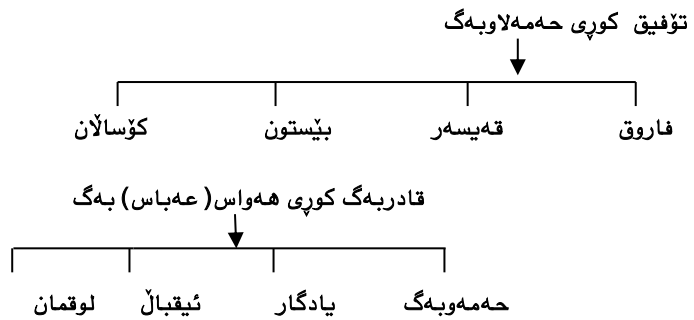 تۆفیق کوڕی حەمەلاوبەگ
فاروق قەیسەر بێستون کۆساڵان
قادربەگ کوڕی هەواس( عەباس) بەگ
حەمەوبەگ یادگار ئیقباڵ لوقمان